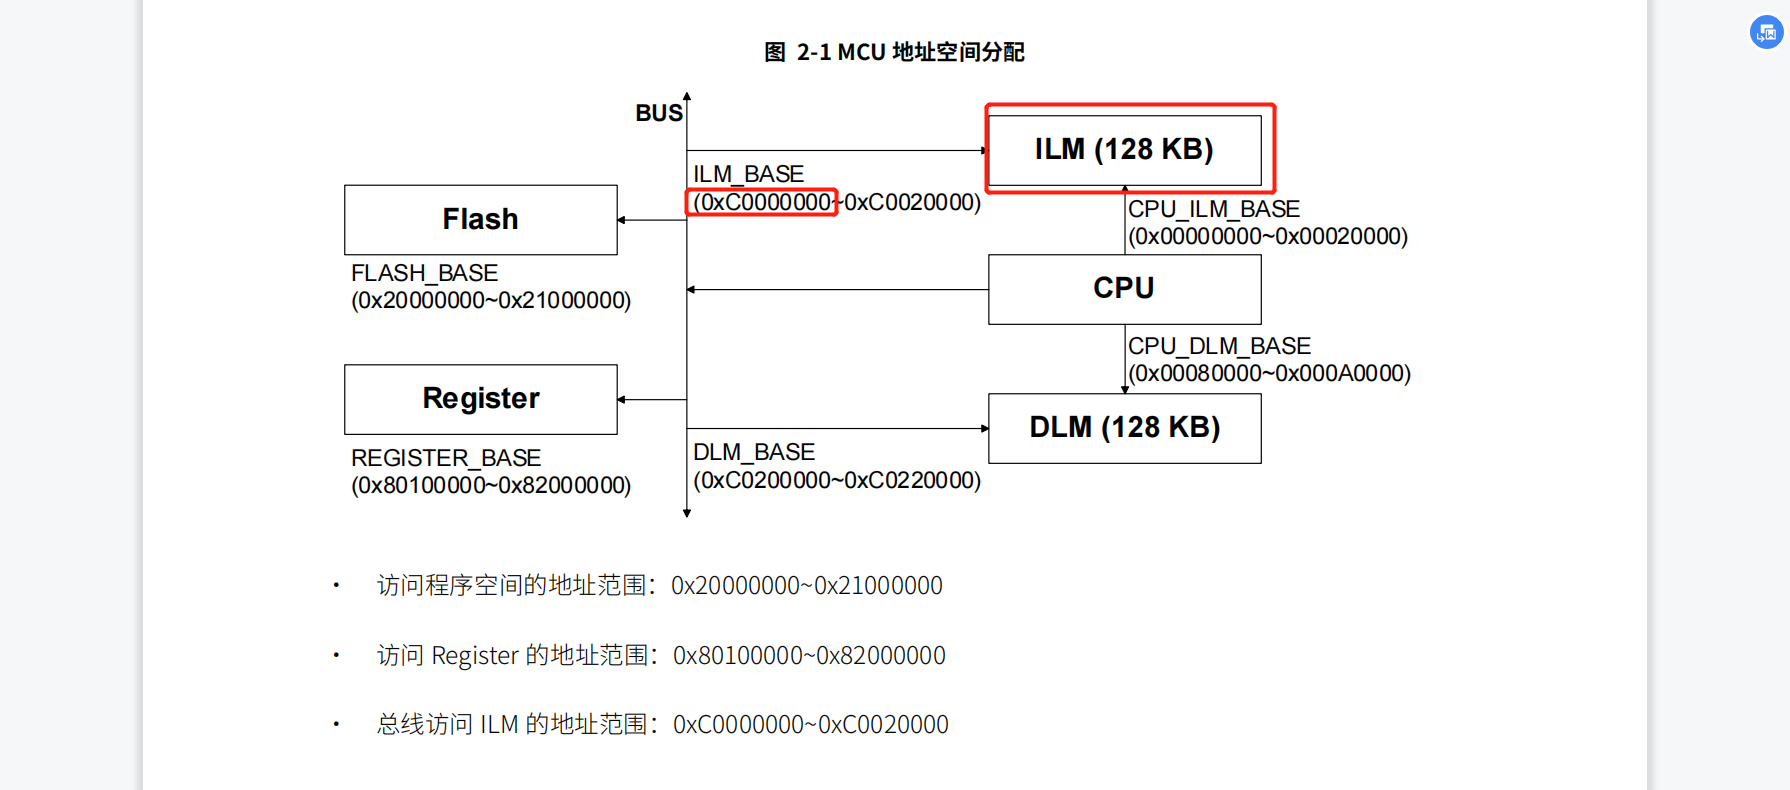 图 2-1 MCU 地址空间分配
BUS
ILM (128 KB)
ILM_BASE
(0xC0000000~0xC0020000)
Flash
CPU_ILM_BASE
(0x00000000~0x00020000)
FLASH_BASE
(0x20000000~0x21000000)
CPU
CPU_DLM_BASE
(0x00080000~0x000A0000)
Register
DLM (128 KB)
REGISTER_BASE
(0x80100000~0x82000000)
DLM_BASE
(0xC0200000~0xC0220000)
• 访问程序空间的地址范围：0x20000000~0x21000000
• 访问 Register 的地址范围：0x80100000~0x82000000
• 总线访问 ILM 的地址范围：0xC0000000~0xC0020000